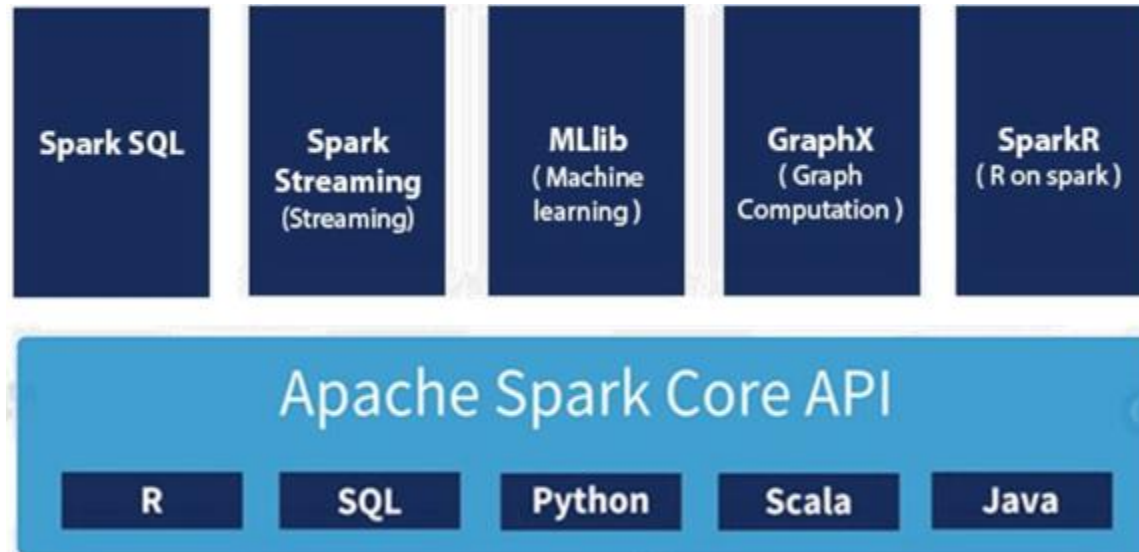 Spark SQL
Spark
Streaming
(Streaming)
MLlib
( Machine
learning )
GraphX
( Graph
Computation )
SparkR
( R on spark )
Apache Spark Core API
R
SQL
Python
Scala
Java